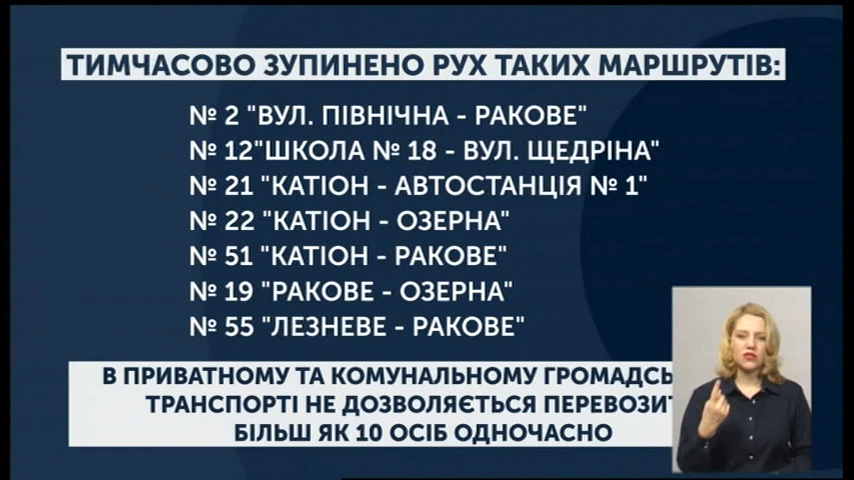 ТИМЧАСОВО ЗУПИНЕНО РУХ ТАКИХ МАРШРУТІВ:
№ 2 "ВУЛ. ПІВНІЧНА - РАКОВЕ"
№ 12"ШКОЛА № 18 - ВУЛ. ЩЕДРІНА"
№ 21 "КАТІОН - АВТОСТАНЦІЯ № 1"
№ 22 "КАТІОН - ОЗЕРНА"
№ 51 "КАТІОН - РАКОВЕ"
№ 19 "РАКОВЕ - ОЗЕРНА"
№ 55 "ЛЕЗНЕВЕ - РАКОВЕ"
В ПРИВАТНОМУ ТА КОМУНАЛЬНОМУ
ТРАНСПОРТІ НЕ ДОЗВОЛЯЄТЬСЯ
БІЛЬШ ЯК 10 ОСІБ ОДНОЧАСНО